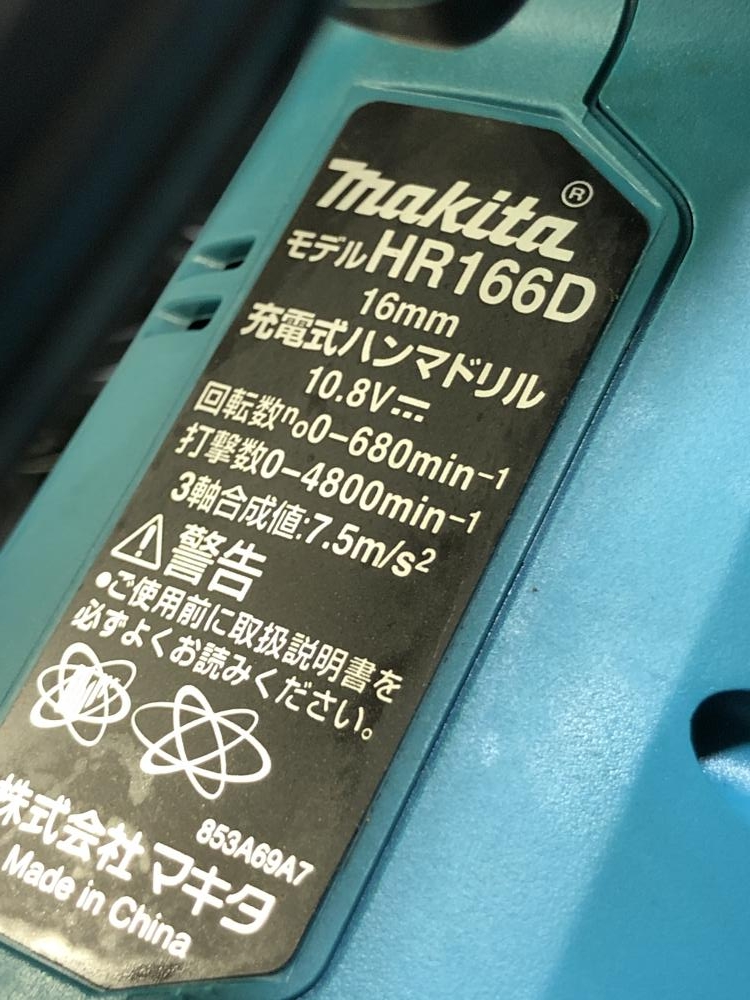 makita®
モデルHR166D
16mm
充電式ハンマドリル
10.8V⎓
回転数n₀0-680min⁻¹
打撃数0-4800min⁻¹
3軸合成値:7.5m/s²
⚠警告
•ご使用前に取扱説明書を
必ずよくお読みください。
853A69A7
株式会社マキタ
Made in China